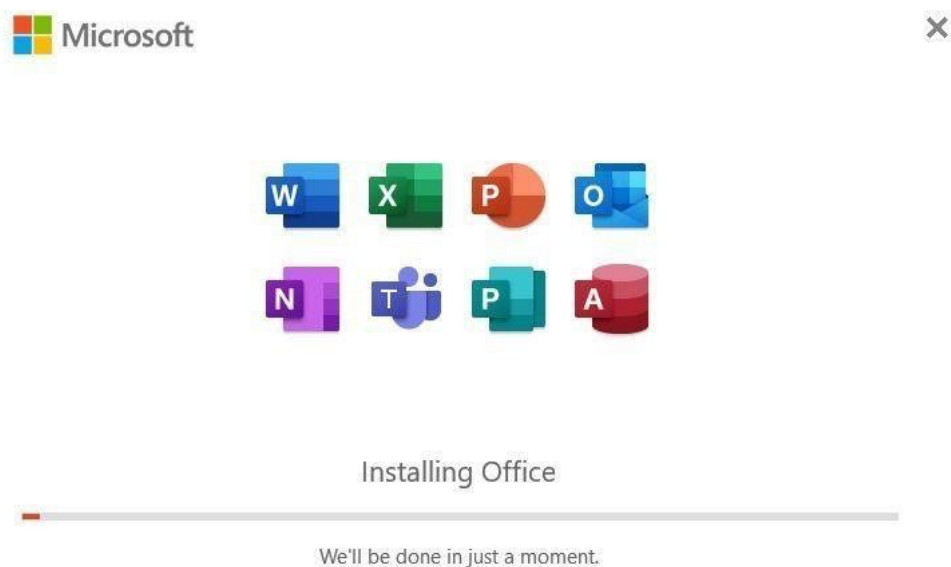 Microsoft
W X P O
N T P A
Installing Office
We'll be done in just a moment.